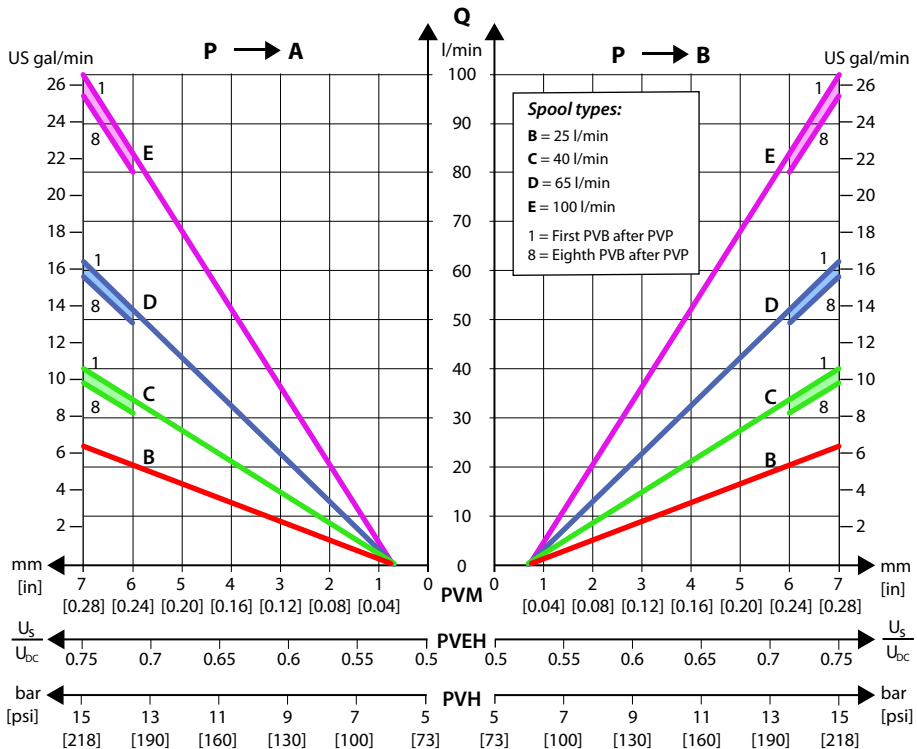 Q
P A
l/min
P B
US gal/min
US gal/min
100
90
80
70
60
50
40
30
20
10
0
26
24
22
20
18
16
14
12
10
8
6
4
2
26
24
22
20
18
16
14
12
10
8
6
4
2
1
8
E
1
8
D
1
8
C
B
Spool types:
B = 25 l/min
C = 40 l/min
D = 65 l/min
E = 100 l/min
1 = First PVB after PVP
8 = Eighth PVB after PVP
1
8
E
1
8
D
1
8
C
B
mm 7 6 5 4 3 2 1 0 0 1 2 3 4 5 6 7 mm
[in] PVM [in]
[0.28] [0.24] [0.20] [0.16] [0.12] [0.08] [0.04] [0.04] [0.08] [0.12] [0.16] [0.20] [0.24] [0.28]
US PVEH US
UDC 0.75 0.7 0.65 0.6 0.55 0.5 0.5 0.55 0.6 0.65 0.7 0.75 UDC
bar PVH bar
[psi] 15 13 11 9 7 5 5 7 9 11 13 15 [psi]
[218] [190] [160] [130] [100] [73] [73] [100] [130] [160] [190] [218]